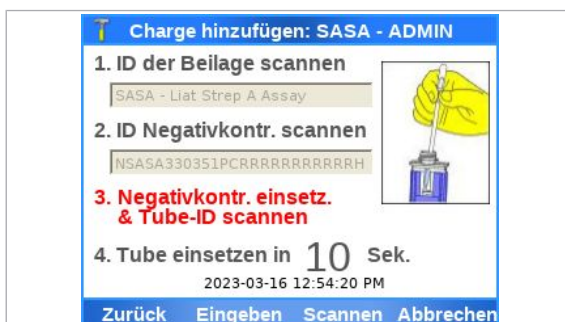 Charge hinzufügen: SASA - ADMIN
1. ID der Beilage scannen
SASA - Liat Strep A Assay
2. ID Negativkontr. scannen
NSASA330351PCRRRRRRRRRRRH
3. Negativkontr. einsetz.
& Tube-ID scannen
4. Tube einsetzen in 10 Sek.
2023-03-16 12:54:20 PM
Zurück Eingeben Scannen Abbrechen